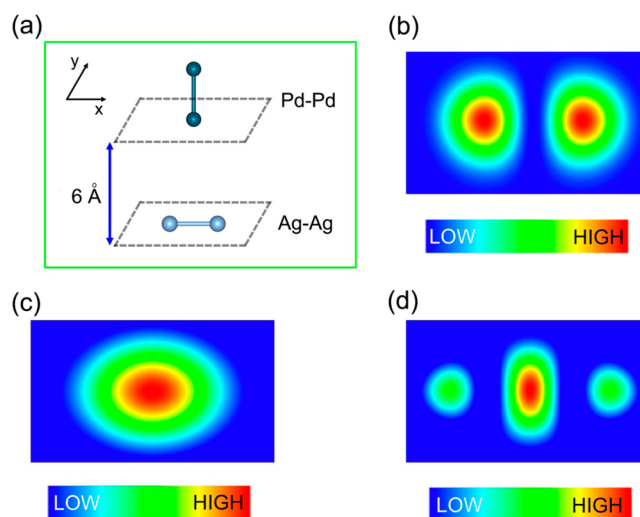 (a)
y
x
Pd-Pd
6 Å
Ag-Ag
(b)
LOW HIGH
(c)
LOW HIGH
(d)
LOW HIGH